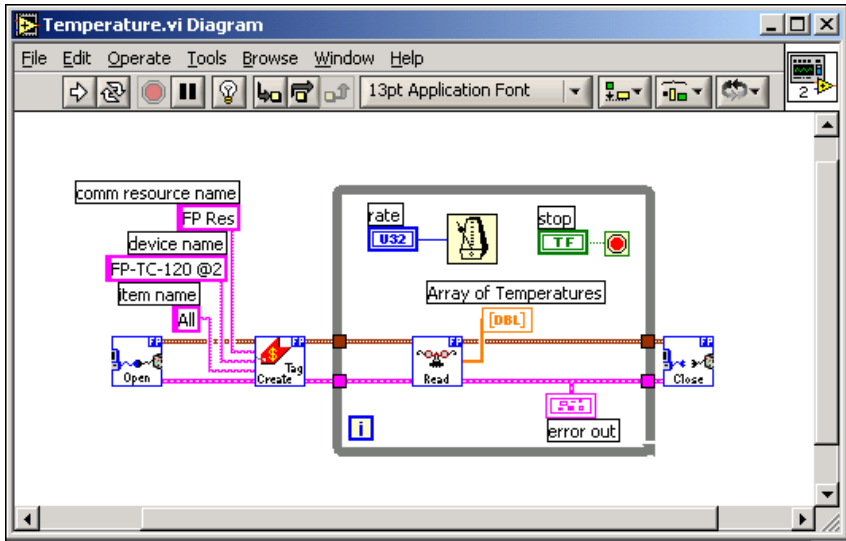 Temperature.vi Diagram
File Edit Operate Tools Browse Window Help
13pt Application Font
2
comm resource name
FP Res
device name
FP-TC-120 @2
item name
All
rate
U32
stop
TF
Array of Temperatures
[DBL]
FP
Open
FP
$
Tag
Create
FP
Read
FP
Close
i
error out